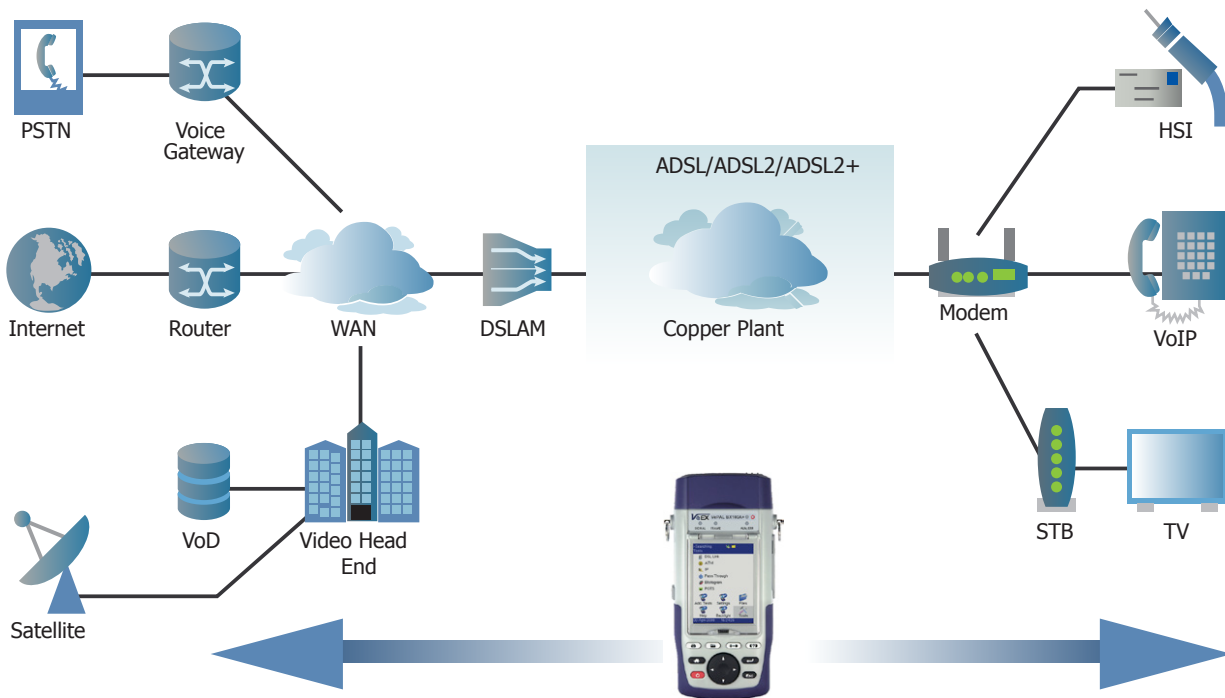 ADSL/ADSL2/ADSL2+
PSTN
Voice
Gateway
HSI
Internet
Router
WAN
DSLAM
Copper Plant
Modem
VoIP
VoD
Video Head
End
STB
TV
Satellite
VeEX